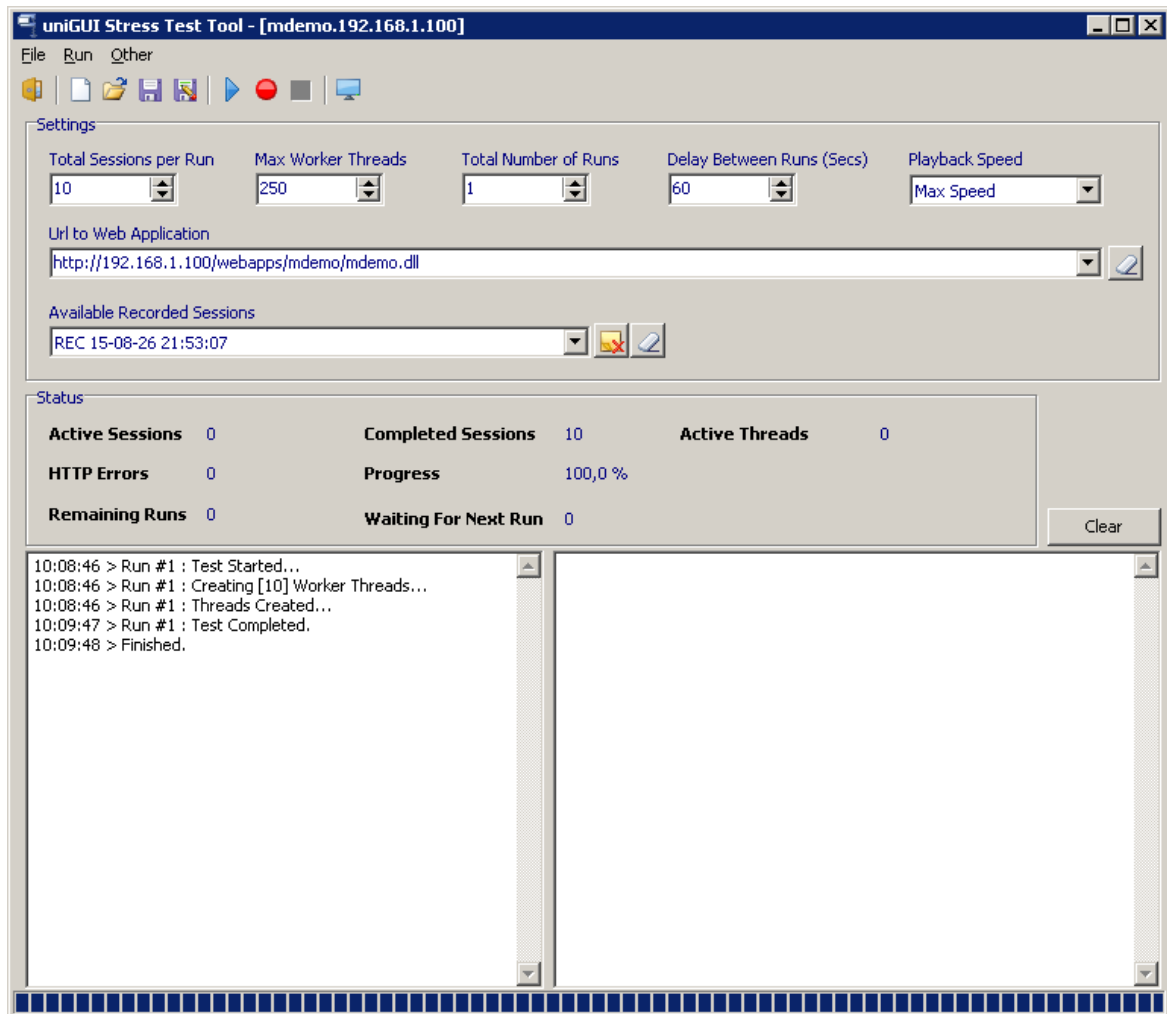 uniGUI Stress Test Tool - [mdemo.192.168.1.100]
File Run Other
Settings
Total Sessions per Run Max Worker Threads Total Number of Runs Delay Between Runs (Secs) Playback Speed
10 250 1 60 Max Speed
Url to Web Application
http://192.168.1.100/webapps/mdemo/mdemo.dll
Available Recorded Sessions
REC 15-08-26 21:53:07
Status
Active Sessions 0 Completed Sessions 10 Active Threads 0
HTTP Errors 0 Progress 100,0 %
Remaining Runs 0 Waiting For Next Run 0
Clear
10:08:46 > Run #1 : Test Started...
10:08:46 > Run #1 : Creating [10] Worker Threads...
10:08:46 > Run #1 : Threads Created...
10:09:47 > Run #1 : Test Completed.
10:09:48 > Finished.